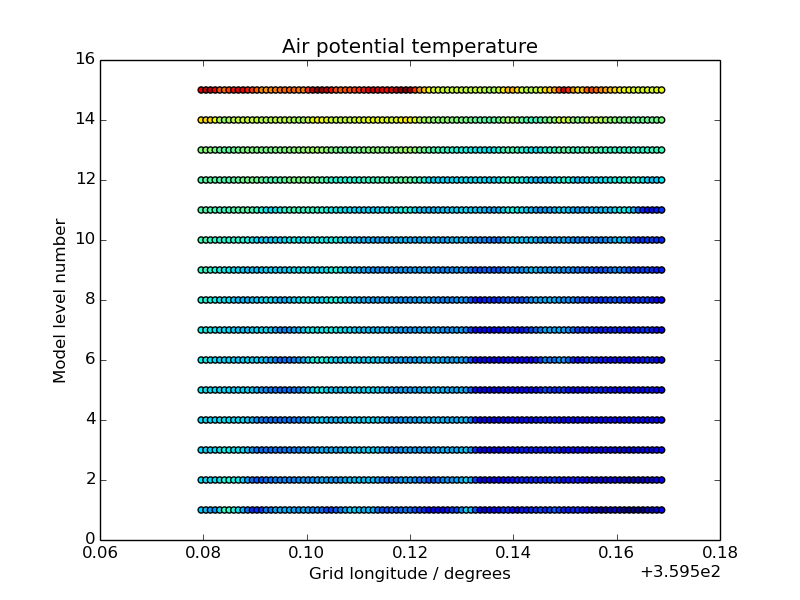 Air potential temperature
16
14
12
10
8
6
4
2
0
Model level number
0.06 0.08 0.10 0.12 0.14 0.16 0.18
Grid longitude / degrees
+3.595e2